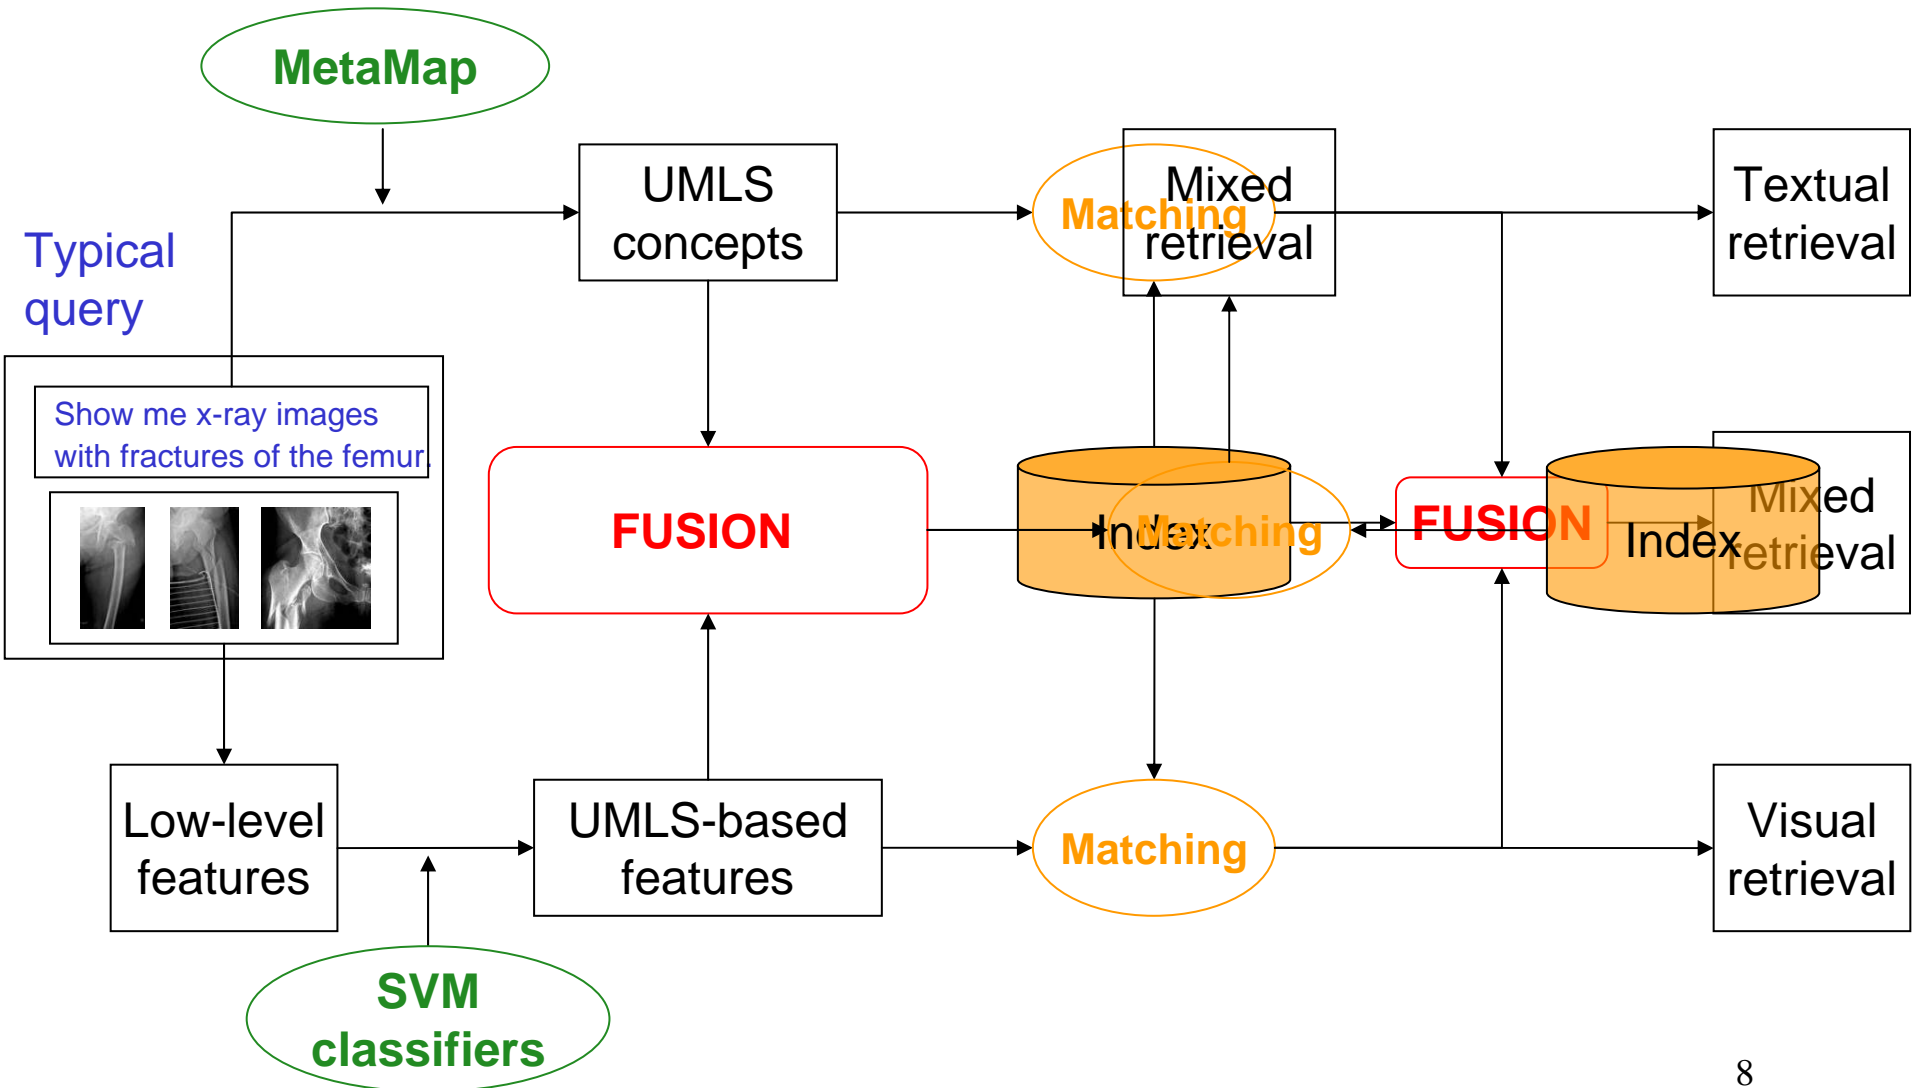 MetaMap
UMLS
concepts
Matching
Mixed
retrieval
Textual
retrieval
Typical
query
Show me x-ray images
with fractures of the femur.
FUSION
Index
Matching
FUSION
Index
Mixed
retrieval
Low-level
features
UMLS-based
features
Matching
Visual
retrieval
SVM
classifiers
8